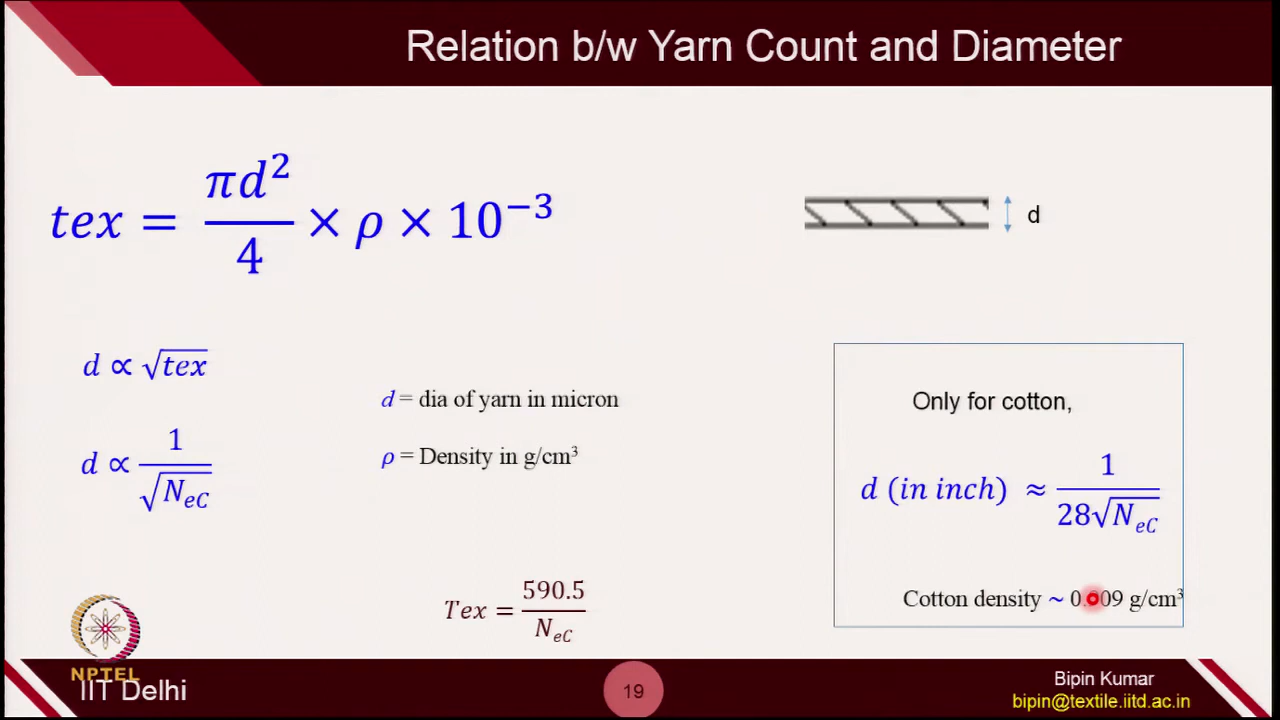 Relation b/w Yarn Count and Diameter
tex = πd²/4 × ρ × 10⁻³
d
d ∝ √tex
d ∝ 1/√N_eC
d = dia of yarn in micron
ρ = Density in g/cm³
Tex = 590.5/N_eC
Only for cotton,
d (in inch) ≈ 1/(28√N_eC)
Cotton density ~ g/cm³
NPTEL
IIT Delhi
19
Bipin Kumar
bipin@textile.iitd.ac.in